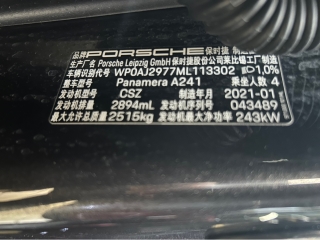 品牌 PORSCHE 保时捷 制造国
生产厂名 Porsche Leipzig GmbH 保时捷股份公司莱比锡工厂制造
车辆识别代号 WP0AJ2977ML113302 1,0%
整车型号 Panamera A241 乘坐人数 4
发动机型号 CSZ 制造年月 2021-01
发动机排量 2894mL 发动机号 043489
最大允许总质量 2515kg 发动机最大净功率 243kW